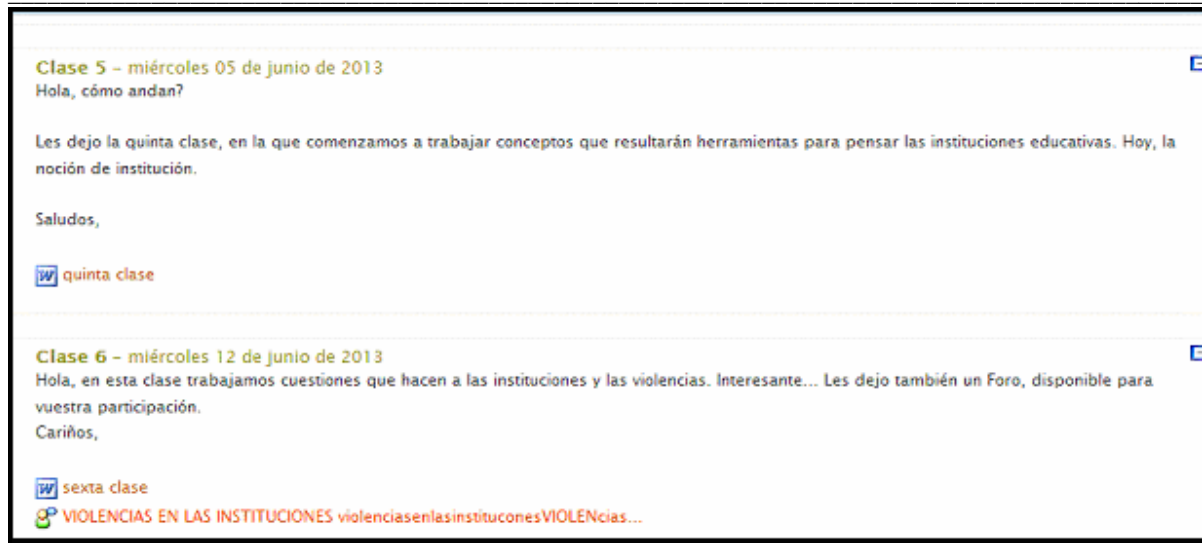 Clase 5 – miércoles 05 de junio de 2013
Hola, cómo andan?
Les dejo la quinta clase, en la que comenzamos a trabajar conceptos que resultarán herramientas para pensar las instituciones educativas. Hoy, la
noción de institución.
Saludos,
quinta clase
Clase 6 – miércoles 12 de junio de 2013
Hola, en esta clase trabajamos cuestiones que hacen a las instituciones y las violencias. Interesante... Les dejo también un Foro, disponible para
vuestra participación.
Cariños,
sexta clase
VIOLENCIAS EN LAS INSTITUCIONES violenciasenlasinstituconesVIOLENcias...